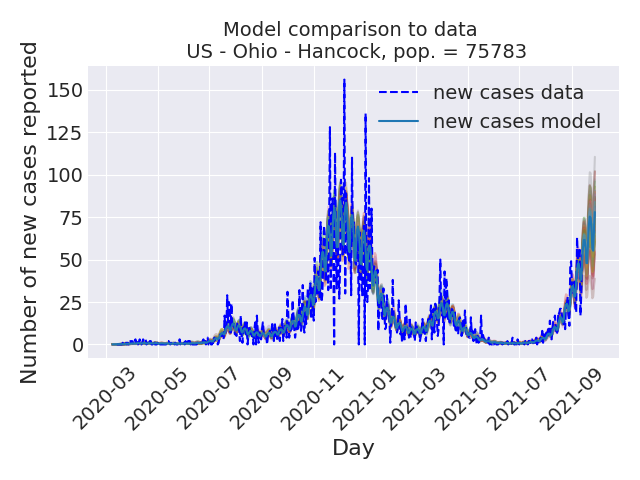 Model comparison to data
US - Ohio - Hancock, pop. = 75783
Number of new cases reported
150
125
100
75
50
25
0
new cases data
new cases model
2020-03
2020-05
2020-07
2020-09
2020-11
2021-01
2021-03
2021-05
2021-07
2021-09
Day